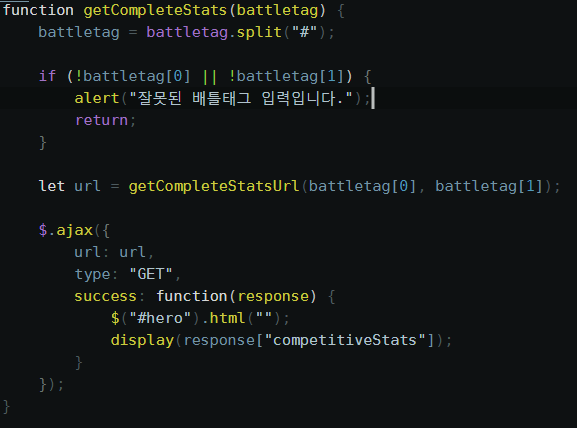 function getCompleteStats(battletag) {
    battletag = battletag.split("#");

    if (!battletag[0] || !battletag[1]) {
        alert("잘못된 배틀태그 입력입니다.");
        return;
    }

    let url = getCompleteStatsUrl(battletag[0], battletag[1]);

    $.ajax({
        url: url,
        type: "GET",
        success: function(response) {
            $("#hero").html("");
            display(response["competitiveStats"]);
        }
    });
}